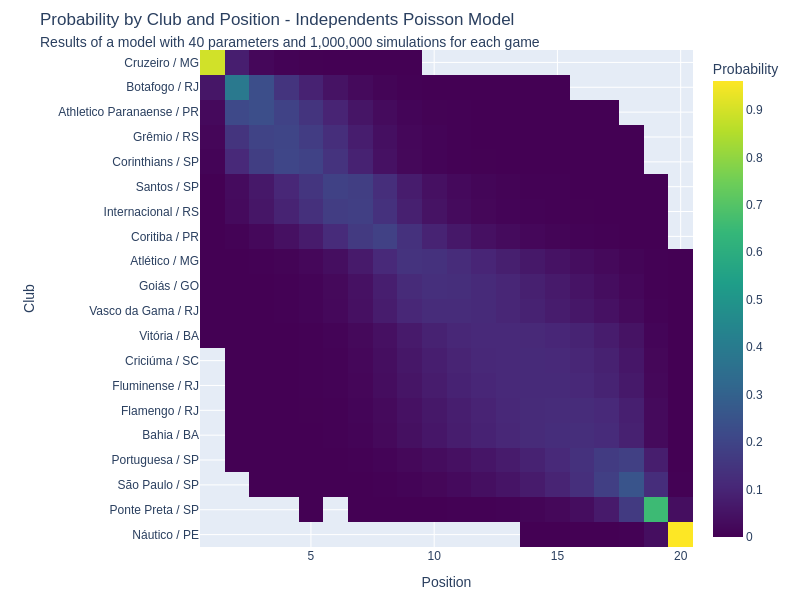 Probability by Club and Position - Independents Poisson Model
Results of a model with 40 parameters and 1,000,000 simulations for each game
Cruzeiro / MG
Botafogo / RJ
Athletico Paranaense / PR
Grêmio / RS
Corinthians / SP
Santos / SP
Internacional / RS
Coritiba / PR
Atlético / MG
Goiás / GO
Vasco da Gama / RJ
Vitória / BA
Criciúma / SC
Fluminense / RJ
Flamengo / RJ
Bahia / BA
Portuguesa / SP
São Paulo / SP
Ponte Preta / SP
Náutico / PE
Club
5
10
15
20
Position
Probability
0.9
0.8
0.7
0.6
0.5
0.4
0.3
0.2
0.1
0